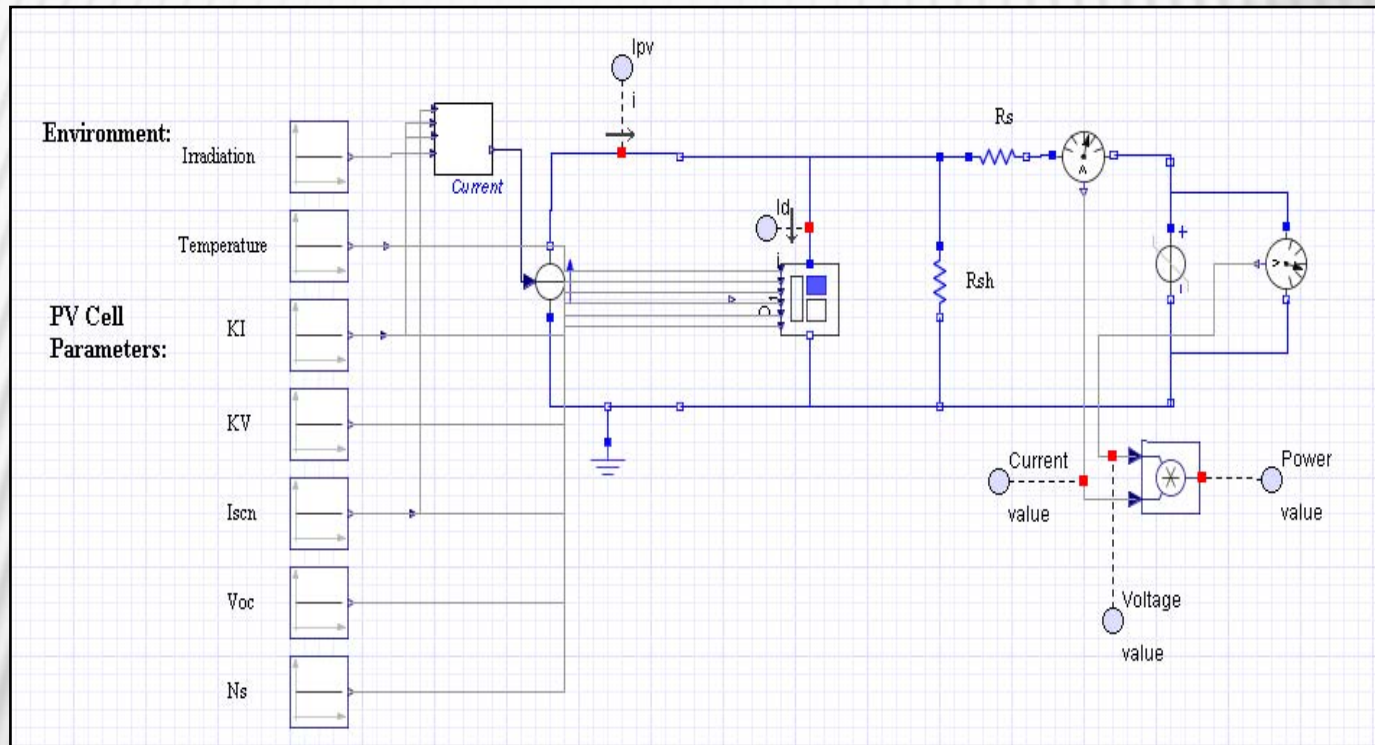 Ipv
i
Environment:
Irradiation
Current
Rs
A
Temperature
Id
i
Rsh
+
-
V
PV Cell
Parameters:
KI
KV
Iscn
Voc
Ns
Current
value
Power
value
Voltage
value